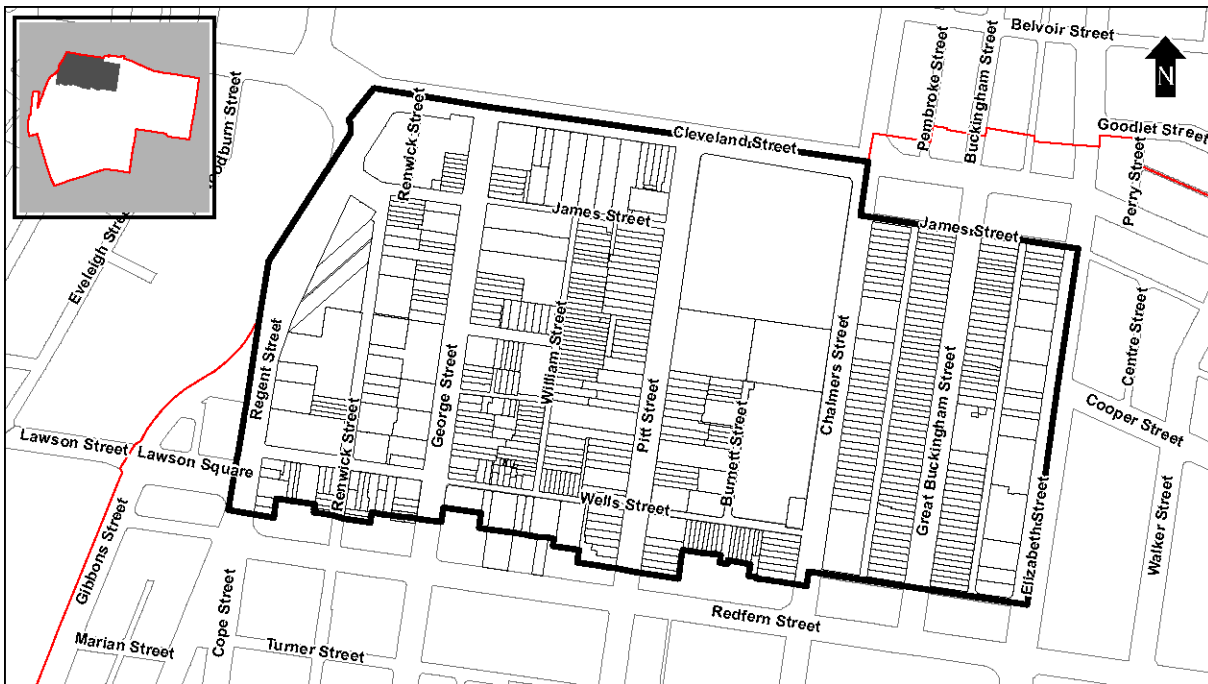 Belvoir Street
Pembroke Street
Buckingham Street
N
Goodlet Street
Cleveland Street
Renwick Street
Perry Street
James Street
James Street
Eveleigh Street
Centre Street
Regent Street
George Street
William Street
Pitt Street
Chalmers Street
Great Buckingham Street
Cooper Street
Lawson Street
Lawson Square
Renwick Street
Burnett Street
Wells Street
Elizabeth Street
Walker Street
Gibbons Street
Cope Street
Redfern Street
Marian Street
Turner Street